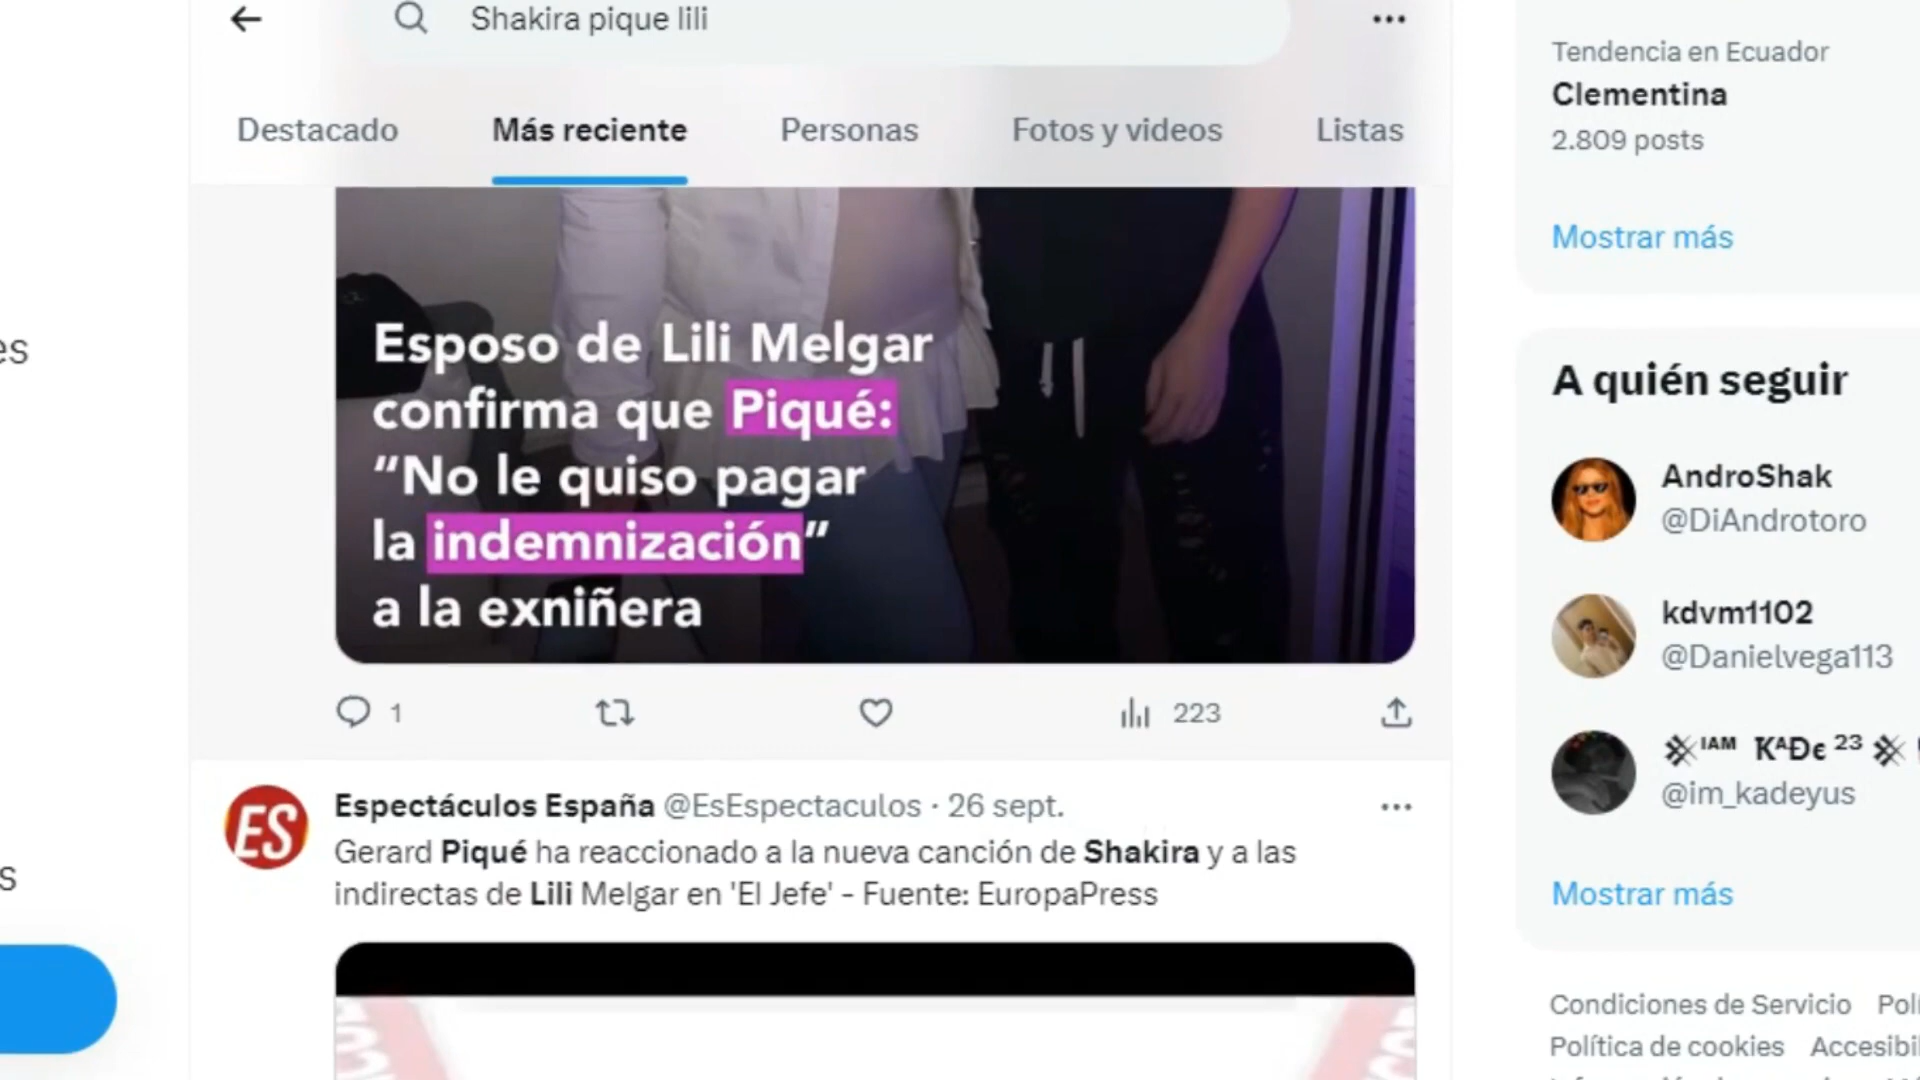 Shakira pique lili
Destacado
Más reciente
Personas
Fotos y videos
Listas
Esposo de Lili Melgar
confirma que Piqué:
“No le quiso pagar
la indemnización”
a la exniñera
1
223
ES
Espectáculos España @EsEspectaculos · 26 sept.
Gerard Piqué ha reaccionado a la nueva canción de Shakira y a las
indirectas de Lili Melgar en 'El Jefe' - Fuente: EuropaPress
Tendencia en Ecuador
Clementina
2.809 posts
Mostrar más
A quién seguir
AndroShak
@DiAndrotoro
kdvm1102
@Danielvega113
@im_kadeyus
Mostrar más
Condiciones de Servicio
Política de cookies